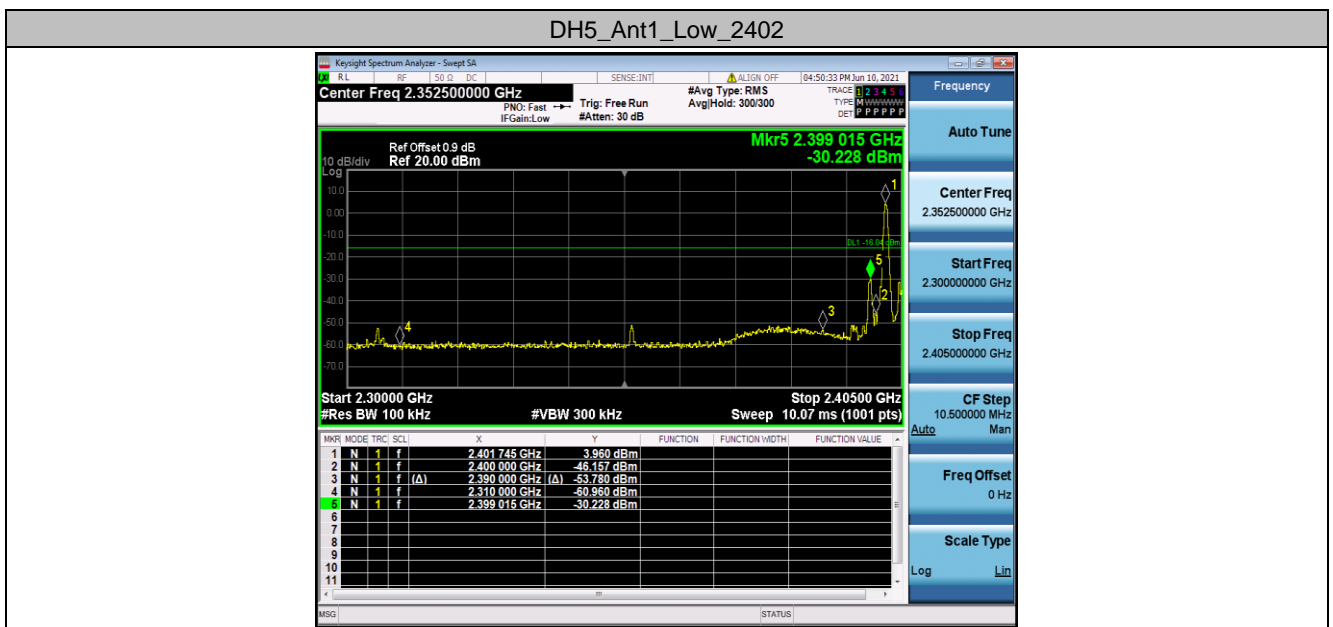 DH5_Ant1_Low_2402
Keysight Spectrum Analyzer - Swept SA
RL RF 50 Ω DC SENSE:INT ALIGN OFF 04:50:33 PM Jun 10, 2021
Center Freq 2.352500000 GHz
PNO: Fast
IFGain:Low
Trig: Free Run
#Atten: 30 dB
#Avg Type: RMS
Avg|Hold: 300/300
TRACE 1 2 3 4 5 6
TYPE MWWWWW
DET P P P P P P
Mkr5 2.399 015 GHz
-30.228 dBm
Ref Offset 0.9 dB
10 dB/div Ref 20.00 dBm
Log
10.0
0.00
-10.0
-20.0
-30.0
-40.0
-50.0
-60.0
-70.0
DL1 -16.04 dBm
1
5
2
3
4
Start 2.30000 GHz Stop 2.40500 GHz
#Res BW 100 kHz #VBW 300 kHz Sweep 10.07 ms (1001 pts)
MKR MODE TRC SCL X Y FUNCTION FUNCTION WIDTH FUNCTION VALUE
1 N 1 f 2.401 745 GHz 3.960 dBm
2 N 1 f 2.400 000 GHz -46.157 dBm
3 N 1 f (Δ) 2.390 000 GHz (Δ) -53.780 dBm
4 N 1 f 2.310 000 GHz -60.960 dBm
5 N 1 f 2.399 015 GHz -30.228 dBm
6
7
8
9
10
11
MSG STATUS
Frequency
Auto Tune
Center Freq
2.352500000 GHz
Start Freq
2.300000000 GHz
Stop Freq
2.405000000 GHz
CF Step
10.500000 MHz
Auto Man
Freq Offset
0 Hz
Scale Type
Log Lin